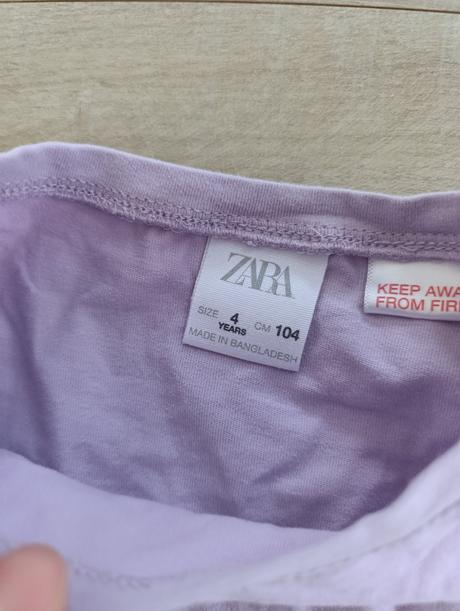 ZARA
SIZE 4 YEARS CM 104
MADE IN BANGLADESH
KEEP AWA
FROM FIR